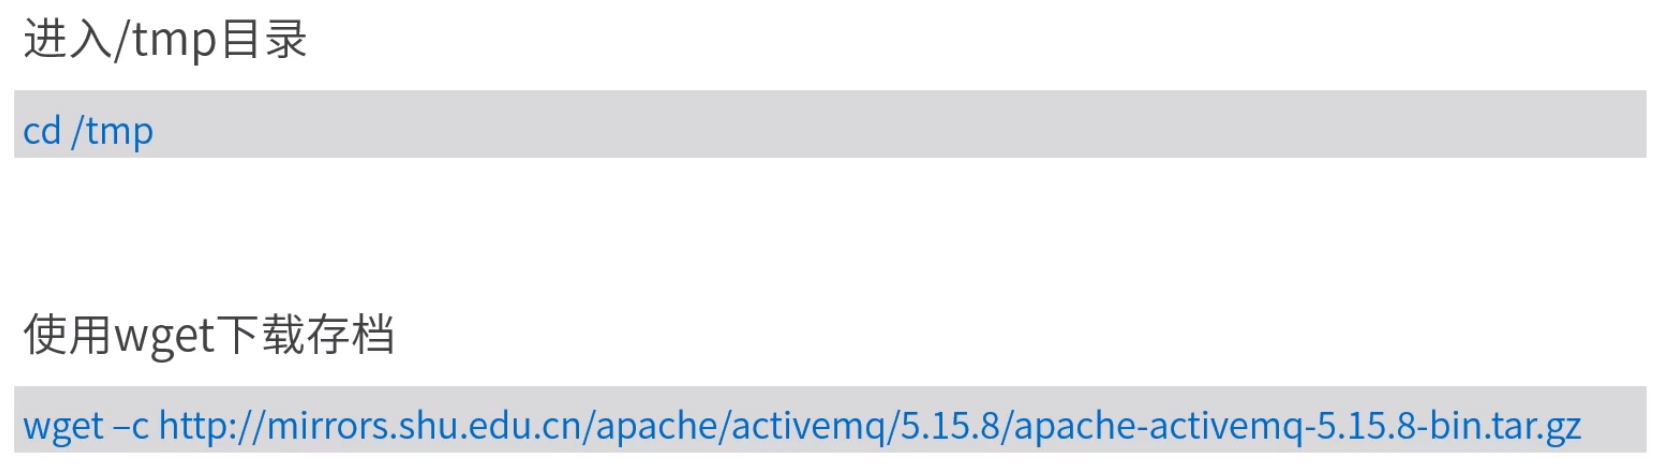 进入/tmp目录
cd /tmp
使用wget下载存档
wget –c http://mirrors.shu.edu.cn/apache/activemq/5.15.8/apache-activemq-5.15.8-bin.tar.gz